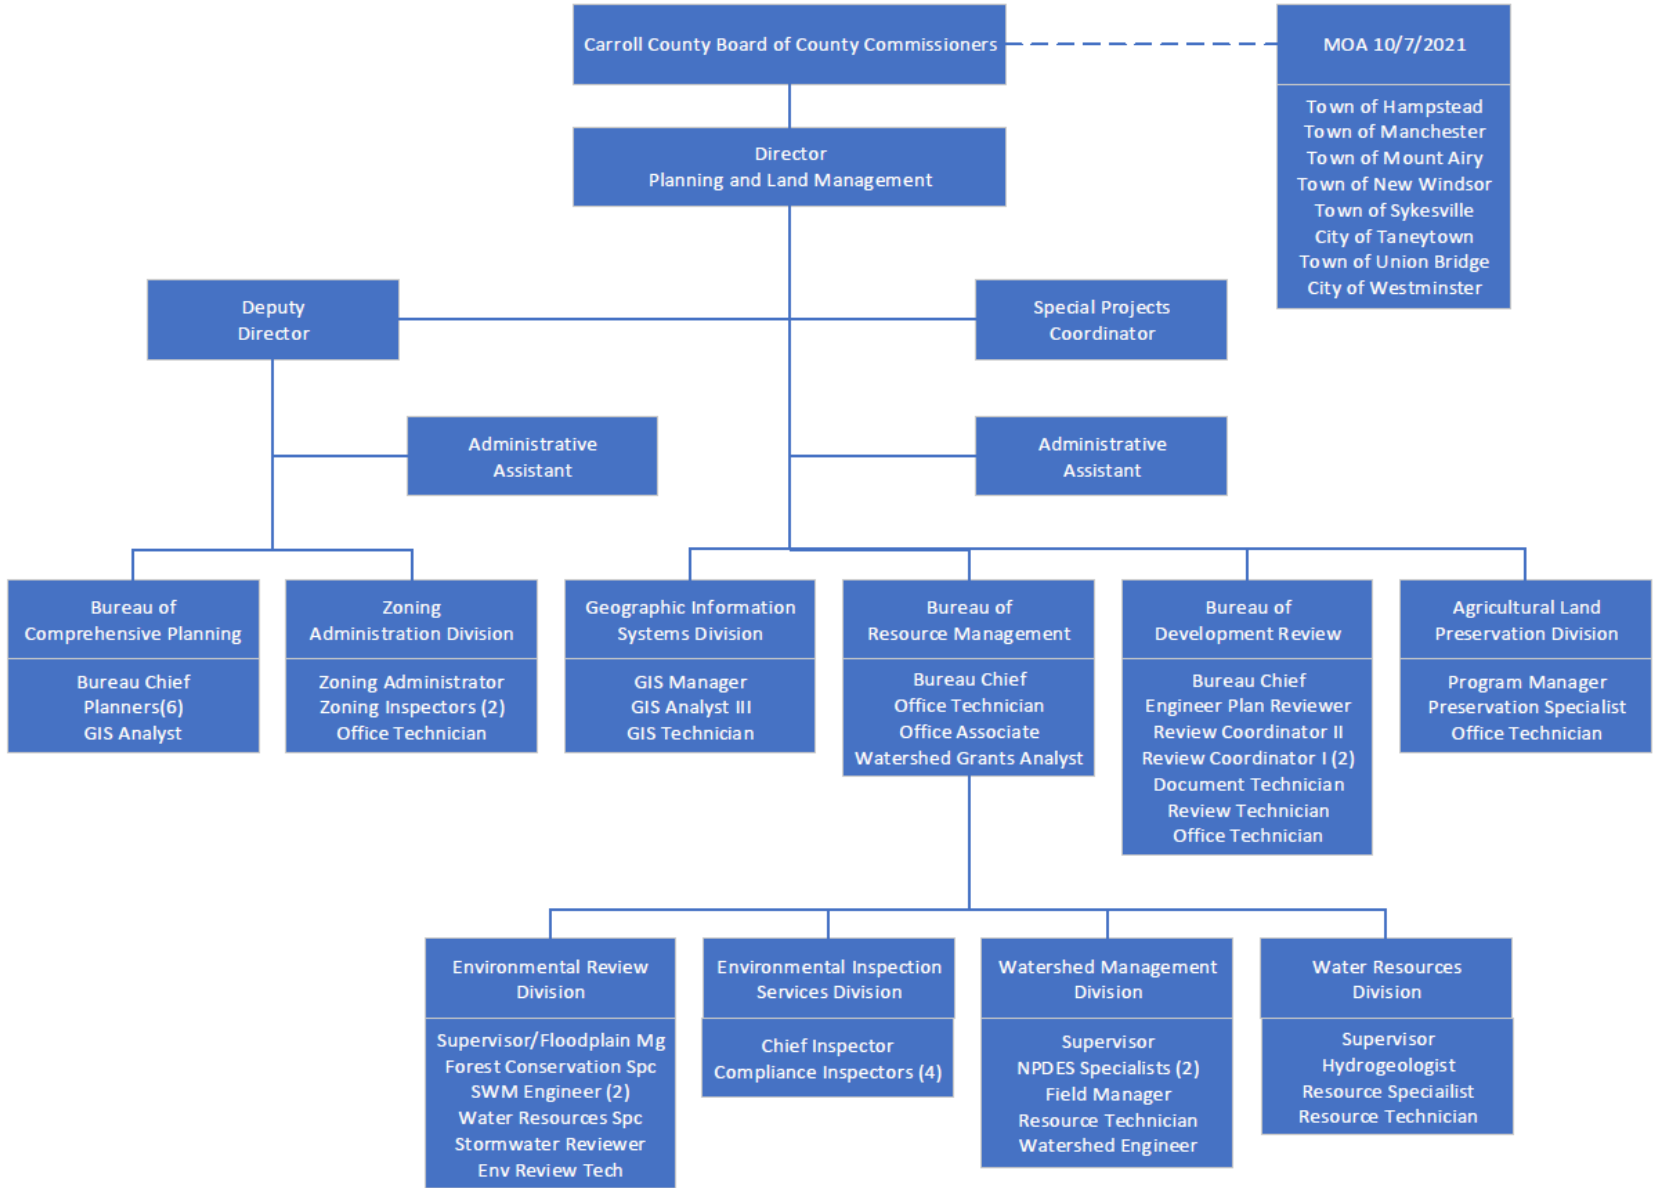 Carroll County Board of County Commissioners
MOA 10/7/2021
Town of Hampstead
Town of Manchester
Town of Mount Airy
Town of New Windsor
Town of Sykesville
City of Taneytown
Town of Union Bridge
City of Westminster
Director
Planning and Land Management
Deputy
Director
Special Projects
Coordinator
Administrative
Assistant
Administrative
Assistant
Bureau of
Comprehensive Planning
Bureau Chief
Planners(6)
GIS Analyst
Zoning
Administration Division
Zoning Administrator
Zoning Inspectors (2)
Office Technician
Geographic Information
Systems Division
GIS Manager
GIS Analyst III
GIS Technician
Bureau of
Resource Management
Bureau Chief
Office Technician
Office Associate
Watershed Grants Analyst
Bureau of
Development Review
Bureau Chief
Engineer Plan Reviewer
Review Coordinator II
Review Coordinator I (2)
Document Technician
Review Technician
Office Technician
Agricultural Land
Preservation Division
Program Manager
Preservation Specialist
Office Technician
Environmental Review
Division
Supervisor/Floodplain Mg
Forest Conservation Spc
SWM Engineer (2)
Water Resources Spc
Stormwater Reviewer
Env Review Tech
Environmental Inspection
Services Division
Chief Inspector
Compliance Inspectors (4)
Watershed Management
Division
Supervisor
NPDES Specialists (2)
Field Manager
Resource Technician
Watershed Engineer
Water Resources
Division
Supervisor
Hydrogeologist
Resource Speciailist
Resource Technician